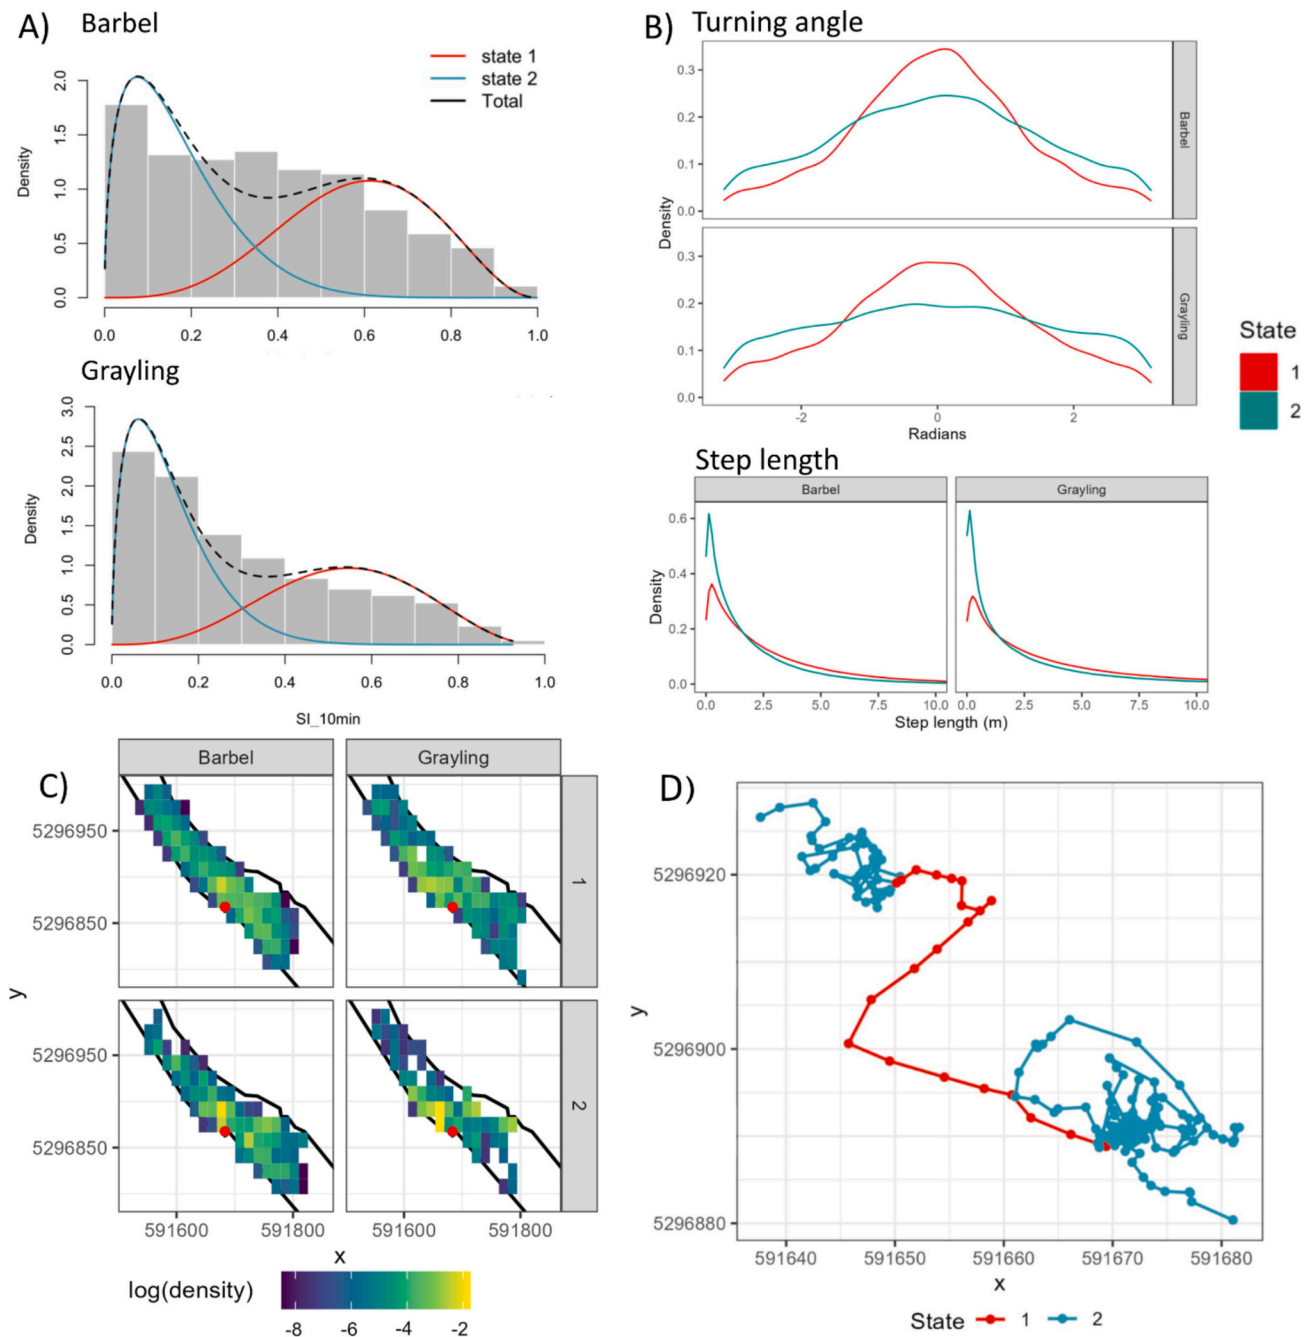 A) Barbel
state 1
state 2
Total
Density
2.0
1.5
1.0
0.5
0.0
0.0 0.2 0.4 0.6 0.8 1.0
Grayling
Density
3.0
2.5
2.0
1.5
1.0
0.5
0.0
0.0 0.2 0.4 0.6 0.8 1.0
SI_10min
B) Turning angle
Density
0.3
0.2
0.1
0.0
Barbel
0.3
0.2
0.1
0.0
Grayling
-2 0 2
Radians
State
1
2
Step length
Barbel Grayling
Density
0.6
0.4
0.2
0.0
0.0 2.5 5.0 7.5 10.0 0.0 2.5 5.0 7.5 10.0
Step length (m)
C)
Barbel Grayling
y
5296950
5296850
1
5296950
5296850
2
591600 591800 591600 591800
x
log(density)
-8 -6 -4 -2
D)
y
5296920
5296900
5296880
591640 591650 591660 591670 591680
x
State 1 2